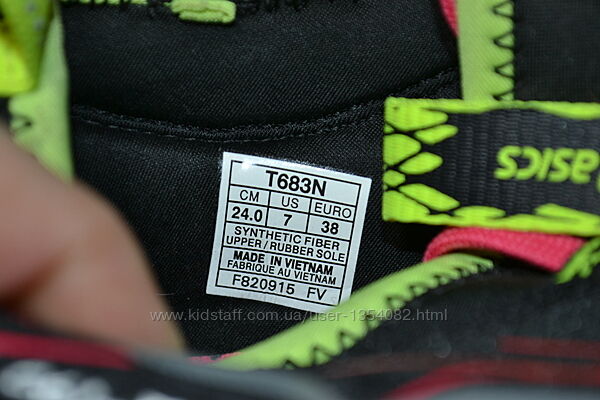 T683N
CM US EURO
24.0 7 38
SYNTHETIC FIBER
UPPER / RUBBER SOLE
MADE IN VIETNAM
FABRIQUE AU VIETNAM
F820915 FV
asics
www.kidstaff.com.ua/user-1354082.html